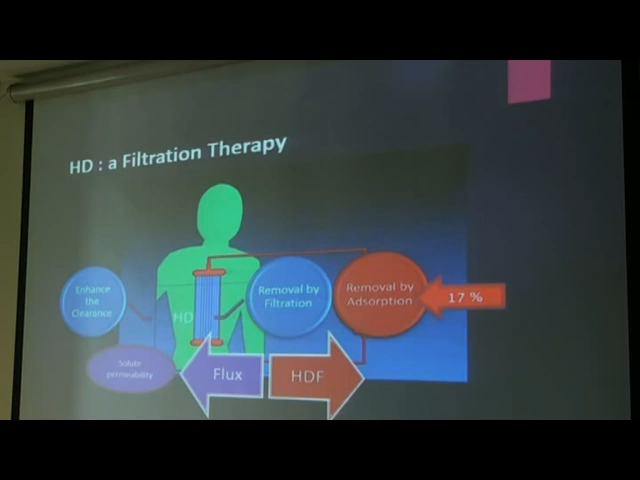 HD : a Filtration Therapy
Enhance
the
Clearance
HD
Removal by
Filtration
Removal by
Adsorption
17 %
Solute
permeability
Flux
HDF